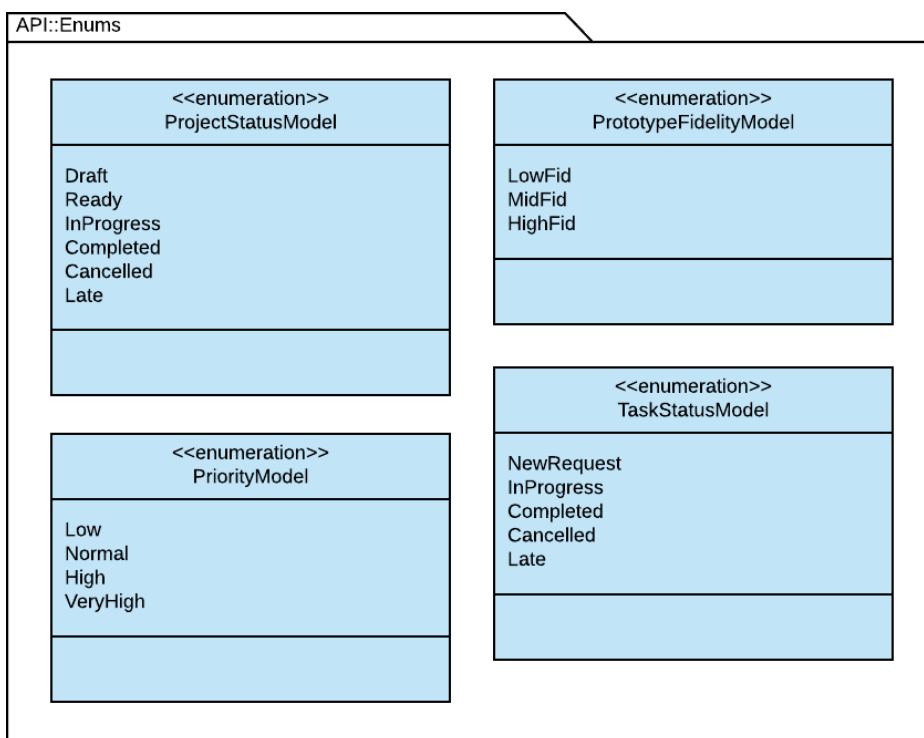 API::Enums
<<enumeration>>
ProjectStatusModel
Draft
Ready
InProgress
Completed
Cancelled
Late
<<enumeration>>
PrototypeFidelityModel
LowFid
MidFid
HighFid
<<enumeration>>
PriorityModel
Low
Normal
High
VeryHigh
<<enumeration>>
TaskStatusModel
NewRequest
InProgress
Completed
Cancelled
Late